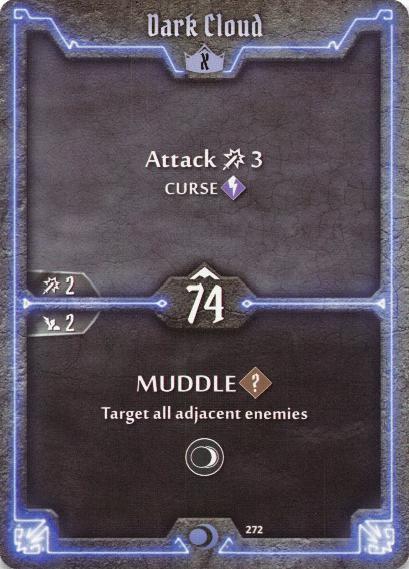 Dark Cloud
X
Attack 3
CURSE
2
74
2
MUDDLE ?
Target all adjacent enemies
272